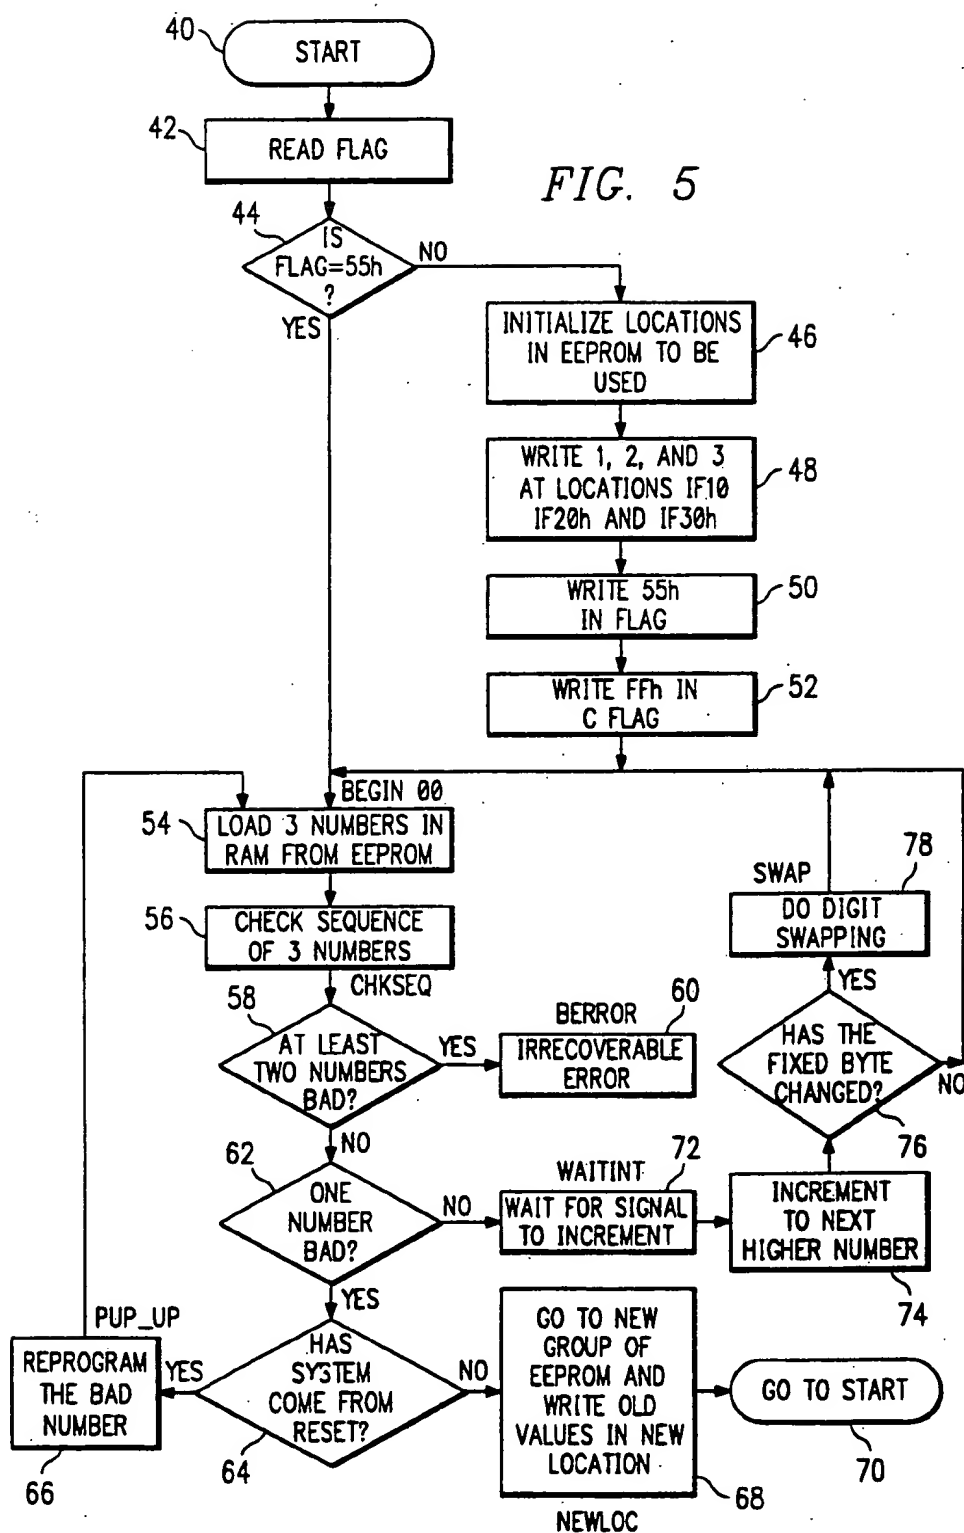 40
START
42
READ FLAG
FIG. 5
44
IS
FLAG=55h
?
NO
YES
INITIALIZE LOCATIONS
IN EEPROM TO BE
USED
46
WRITE 1, 2, AND 3
AT LOCATIONS IF10
IF20h AND IF30h
48
WRITE 55h
IN FLAG
50
WRITE FFh IN
C FLAG
52
BEGIN 00
54
LOAD 3 NUMBERS IN
RAM FROM EEPROM
56
CHECK SEQUENCE
OF 3 NUMBERS
CHKSEQ
58
AT LEAST
TWO NUMBERS
BAD?
YES
BERROR
60
IRRECOVERABLE
ERROR
NO
62
ONE
NUMBER
BAD?
NO
WAITINT
72
WAIT FOR SIGNAL
TO INCREMENT
INCREMENT
TO NEXT
HIGHER NUMBER
74
HAS THE
FIXED BYTE
CHANGED?
76
NO
YES
SWAP
78
DO DIGIT
SWAPPING
YES
HAS
SYSTEM
COME FROM
RESET?
64
YES
PUP_UP
REPROGRAM
THE BAD
NUMBER
66
NO
GO TO NEW
GROUP OF
EEPROM AND
WRITE OLD
VALUES IN NEW
LOCATION
68
NEWLOC
GO TO START
70